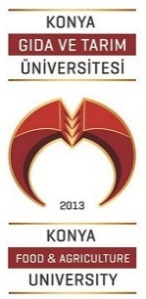 KONYA
GIDA VE TARIM
ÜNİVERSİTESİ
2013
KONYA
FOOD & AGRICULTURE
UNIVERSITY